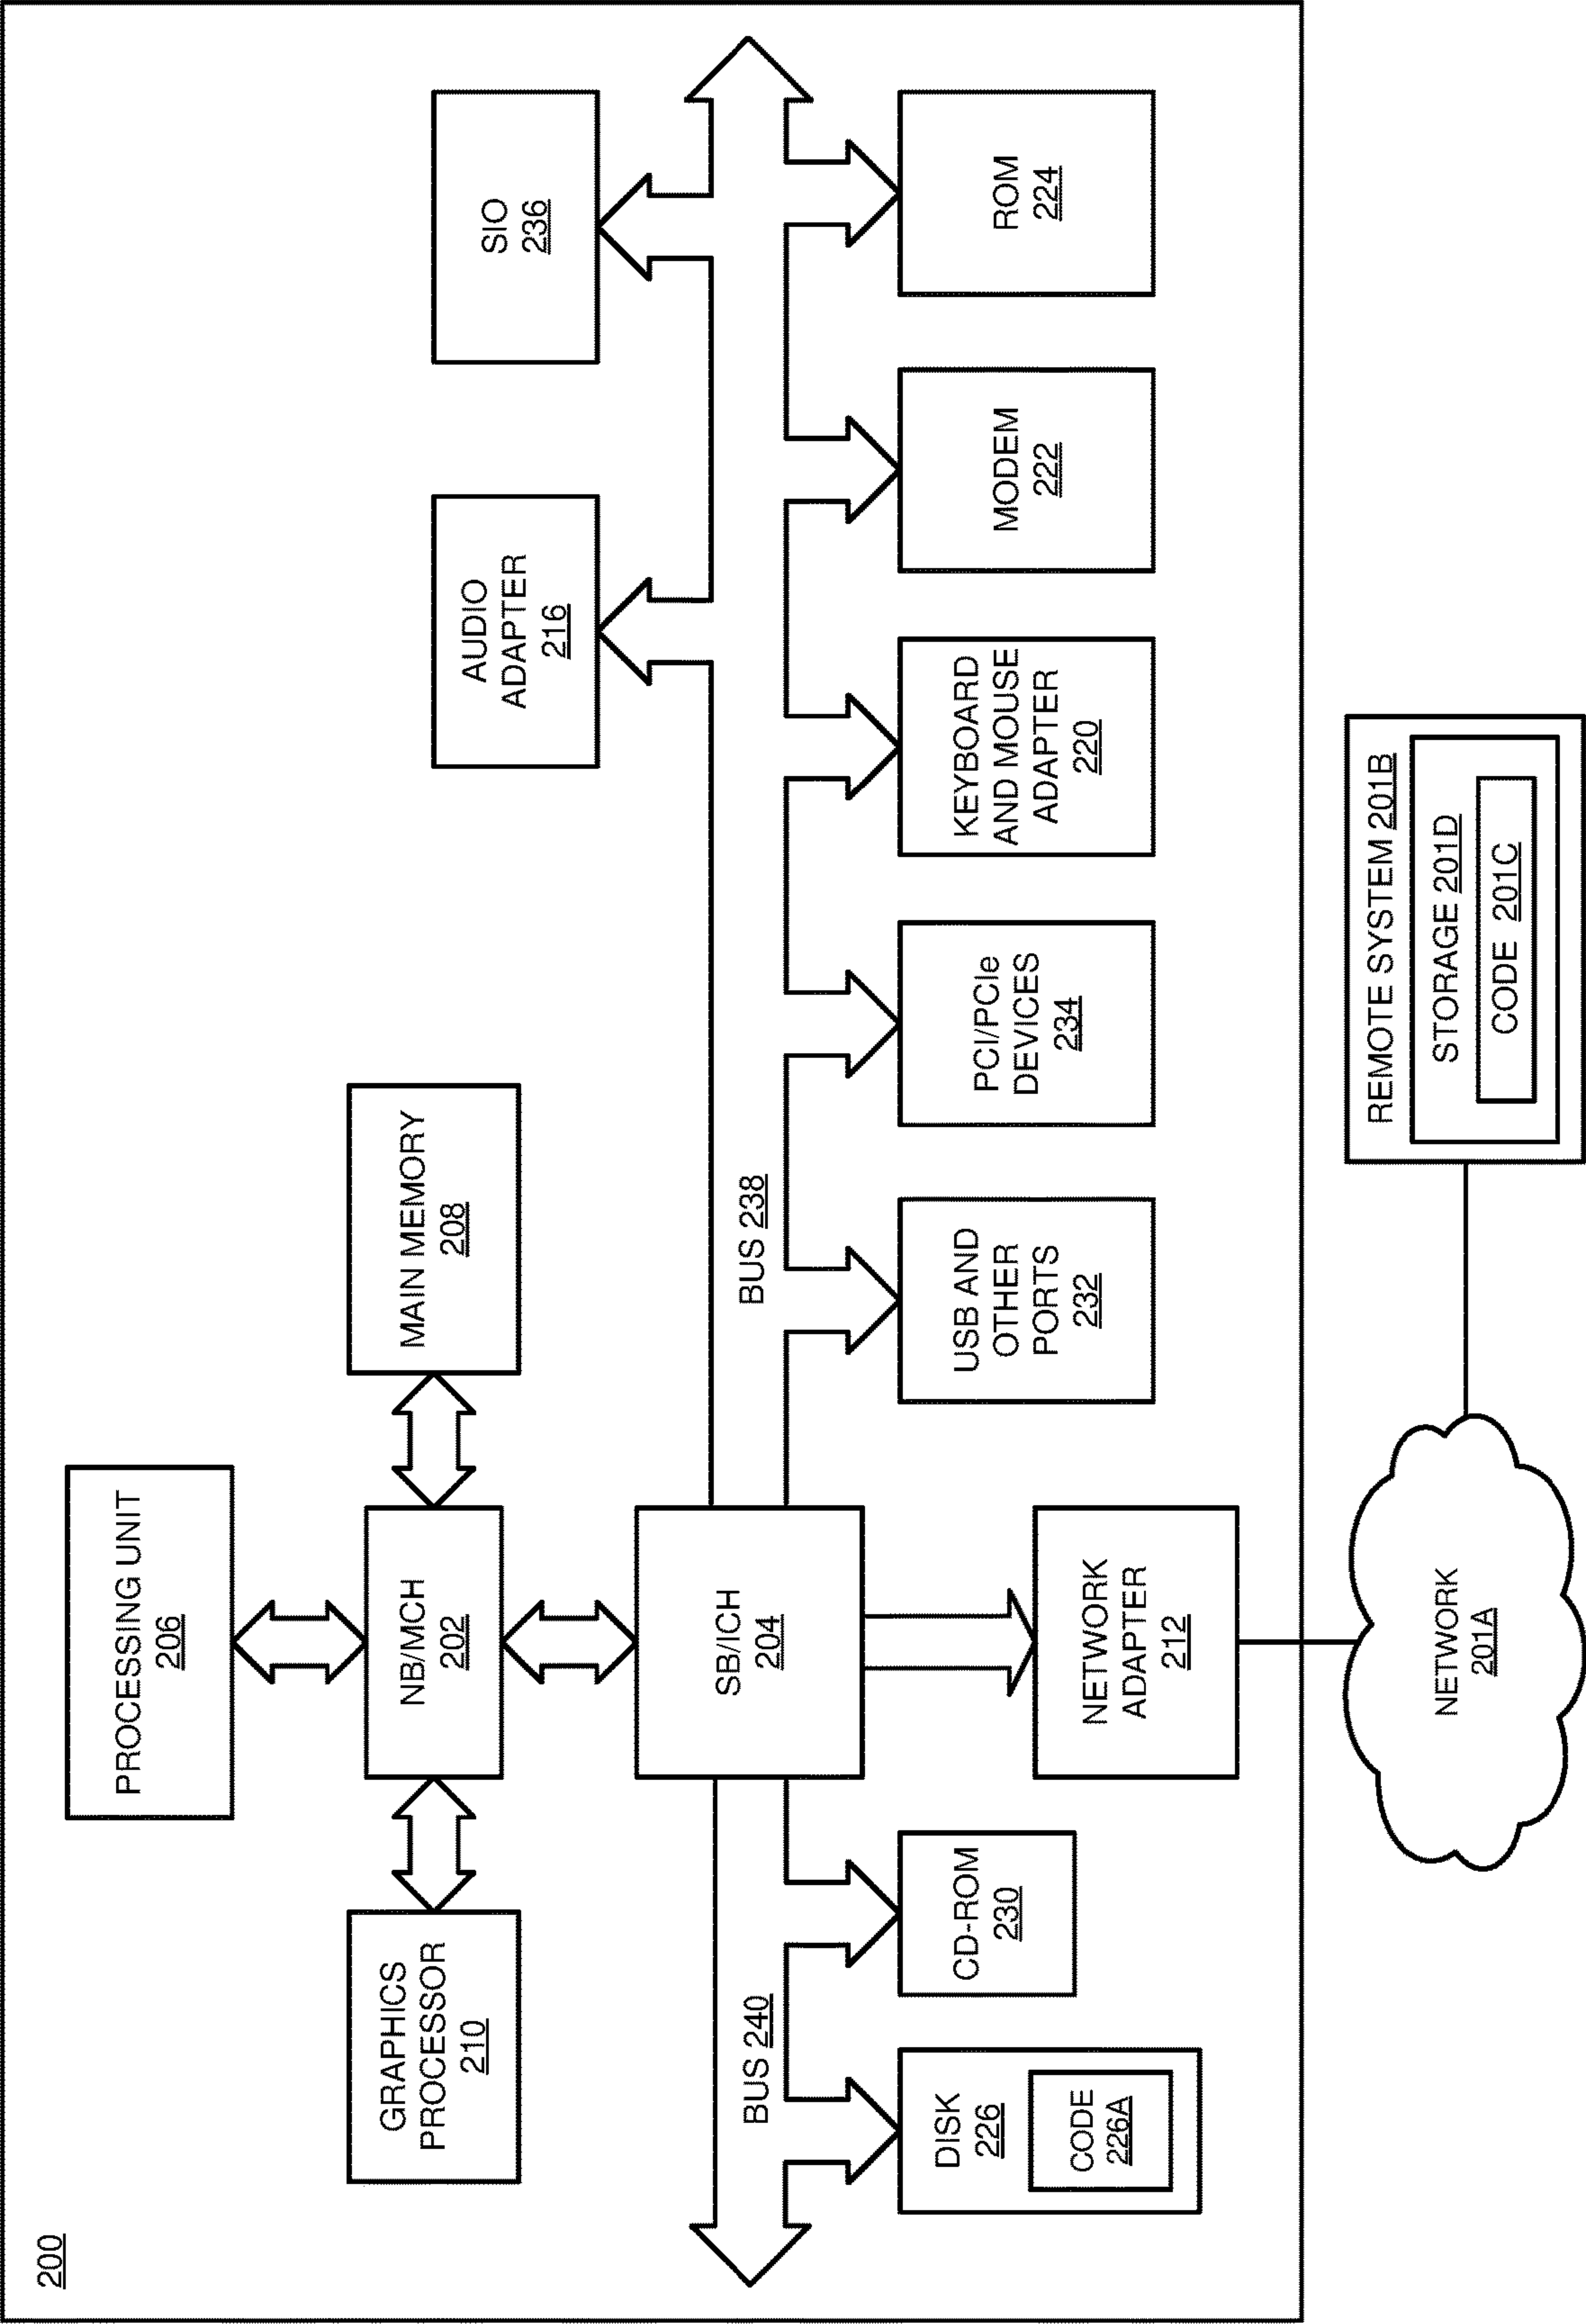 200
PROCESSING UNIT
206
GRAPHICS
PROCESSOR
210
NB/MCH
202
MAIN MEMORY
208
AUDIO
ADAPTER
216
SIO
236
SB/ICH
204
BUS 240
BUS 238
DISK
226
CODE
226A
CD-ROM
230
NETWORK
ADAPTER
212
USB AND
OTHER
PORTS
232
PCI/PCIe
DEVICES
234
KEYBOARD
AND MOUSE
ADAPTER
220
MODEM
222
ROM
224
NETWORK
201A
REMOTE SYSTEM 201B
STORAGE 201D
CODE 201C